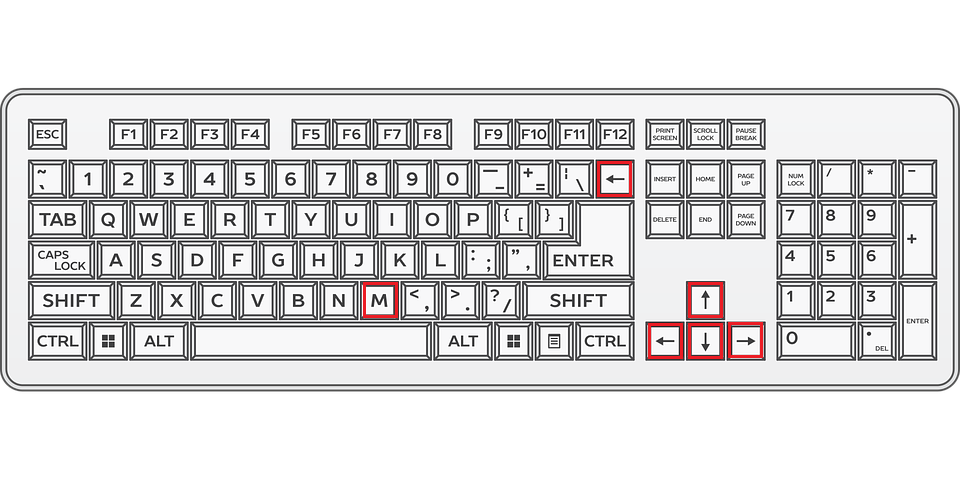 ESC F1 F2 F3 F4 F5 F6 F7 F8 F9 F10 F11 F12 PRINT SCREEN SCROLL LOCK PAUSE BREAK
~ ` 1 2 3 4 5 6 7 8 9 0 — – + = ¦ \ ← INSERT HOME PAGE UP NUM LOCK / * –
TAB Q W E R T Y U I O P { [ } ] DELETE END PAGE DOWN 7 8 9 +
CAPS LOCK A S D F G H J K L : ; ” , ENTER 4 5 6
SHIFT Z X C V B N M < , > . ? / SHIFT ↑ 1 2 3 ENTER
CTRL ALT ALT CTRL ← ↓ → 0 • DEL